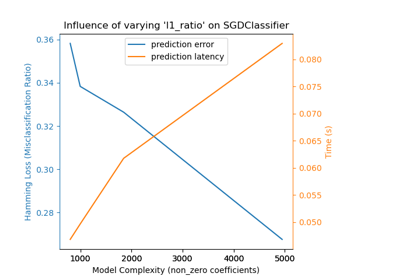 Influence of varying 'l1_ratio' on SGDClassifier
prediction error
prediction latency
0.36
0.34
0.32
0.30
0.28
Hamming Loss (Misclassification Ratio)
0.080
0.075
0.070
0.065
0.060
0.055
0.050
Time (s)
1000 2000 3000 4000 5000
Model Complexity (non_zero coefficients)